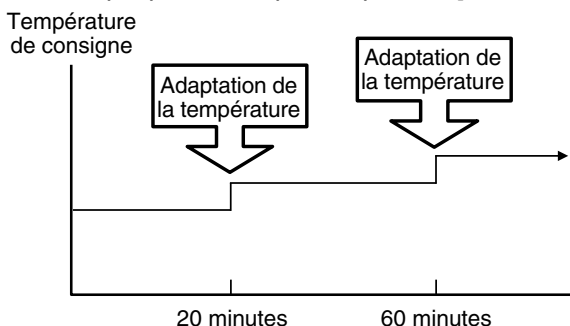 Température
de consigne
Adaptation de
la température
Adaptation de
la température
20 minutes
60 minutes